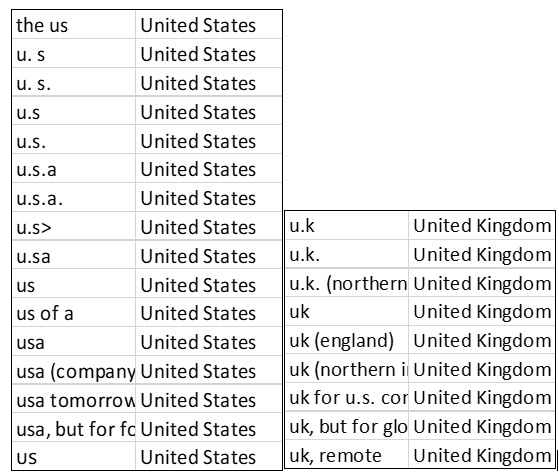 the us United States
u. s United States
u. s. United States
u.s United States
u.s. United States
u.s.a United States
u.s.a. United States
u.s> United States
u.sa United States
us United States
us of a United States
usa United States
usa (company United States
usa tomorrow United States
usa, but for fo United States
us United States
u.k United Kingdom
u.k. United Kingdom
u.k. (northern United Kingdom
uk United Kingdom
uk (england) United Kingdom
uk (northern i United Kingdom
uk for u.s. cor United Kingdom
uk, but for glo United Kingdom
uk, remote United Kingdom